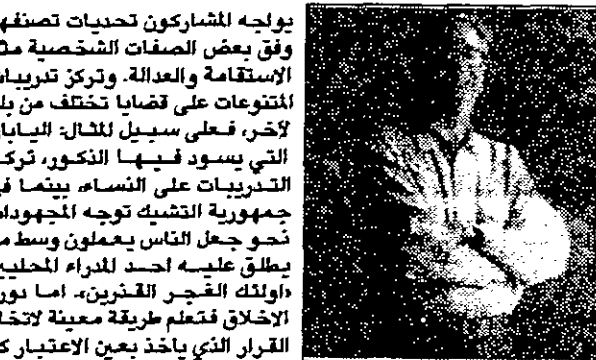 يواجه المشاركون تحديات تصنفهم
وفق بعض الصفات الشخصية مثل
الاستقامة والعدالة. وتركز تدريبات
المتنوعات على قضايا تختلف من بلد
لآخر، فعلى سبيل المثال: اليابان
التي يسود فيها الذكور، تركز
التدريبات على النساء، بينما في
جمهورية التشيك توجه المجهودات
نحو جعل الناس يعملون وسط ما
يطلق عليه احد المدراء المحليين
«اولئك الغجر القذرين». اما دورة
الاخلاق فتعلم طريقة معينة لاتخاذ
القرار الذي ياخذ بعين الاعتبار كل